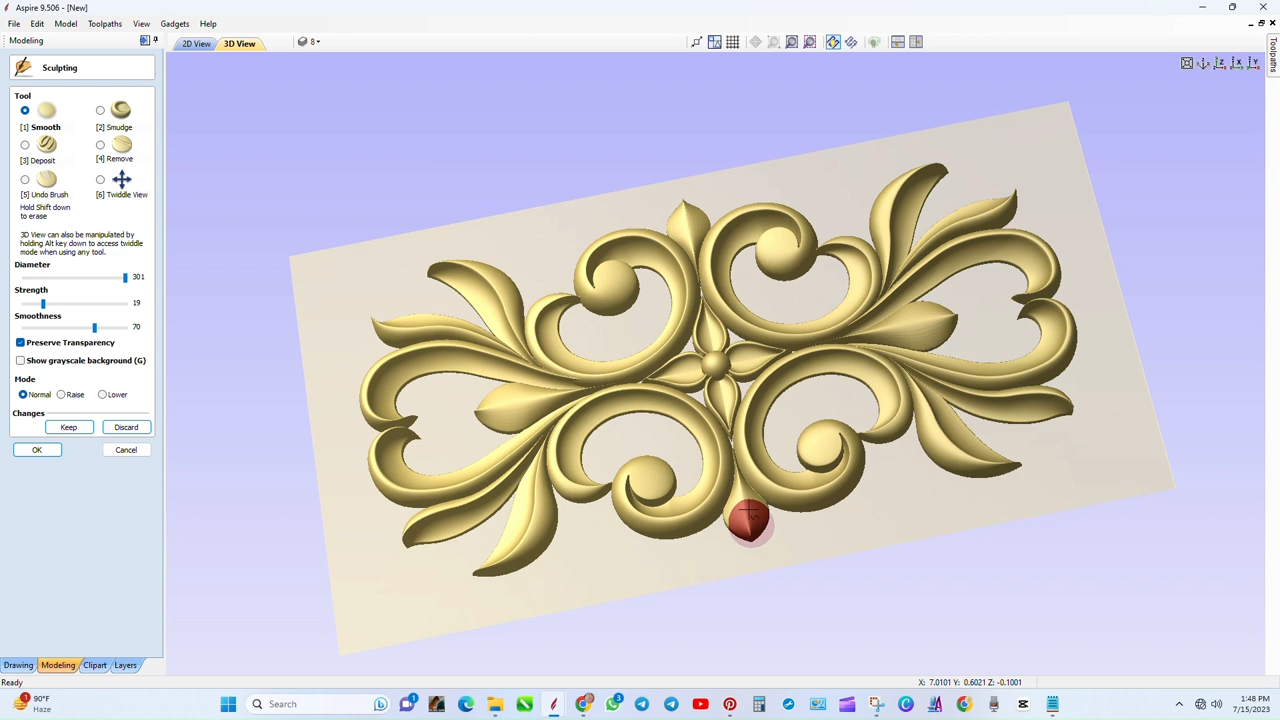 Aspire 9.506 - [New]
File Edit Model Toolpaths View Gadgets Help
Modeling
2D View 3D View 8
Toolpaths
Sculpting
Tool
[1] Smooth [2] Smudge
[3] Deposit [4] Remove
[5] Undo Brush [6] Twiddle View
Hold Shift down
to erase
3D View can also be manipulated by
holding Alt key down to access twiddle
mode when using any tool.
Diameter
301
Strength
19
Smoothness
70
Preserve Transparency
Show grayscale background (G)
Mode
Normal Raise Lower
Changes
Keep Discard
OK Cancel
Drawing Modeling Clipart Layers
Ready X: 7.0101 Y: 0.6021 Z:-0.1001
90°F
Haze
Search
1:48 PM
7/15/2023